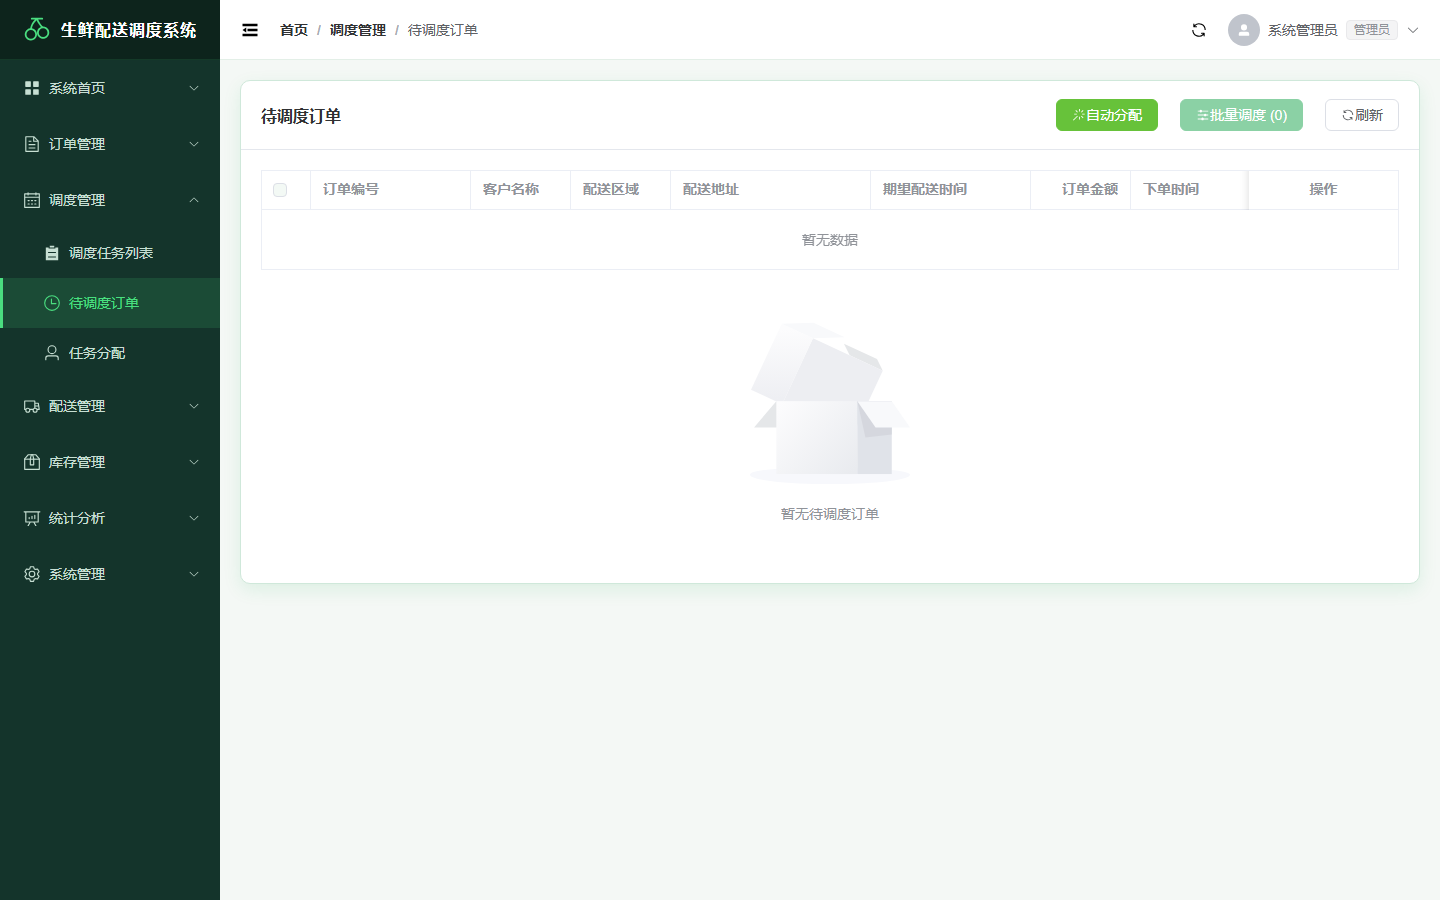 生鲜配送调度系统
首页 / 调度管理 / 待调度订单
系统管理员 管理员
系统首页
订单管理
调度管理
调度任务列表
待调度订单
任务分配
配送管理
库存管理
统计分析
系统管理
待调度订单
自动分配
批量调度 (0)
刷新
订单编号 客户名称 配送区域 配送地址 期望配送时间 订单金额 下单时间 操作
暂无数据
暂无待调度订单